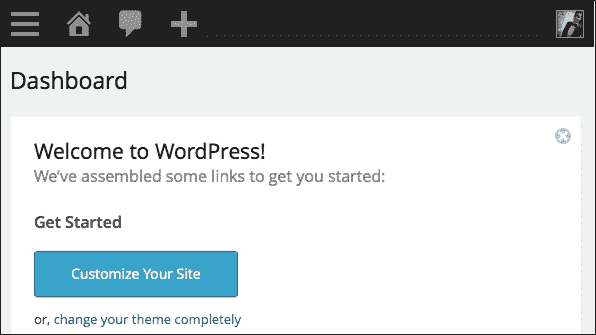 Dashboard
Welcome to WordPress!
We've assembled some links to get you started:
Get Started
Customize Your Site
or, change your theme completely